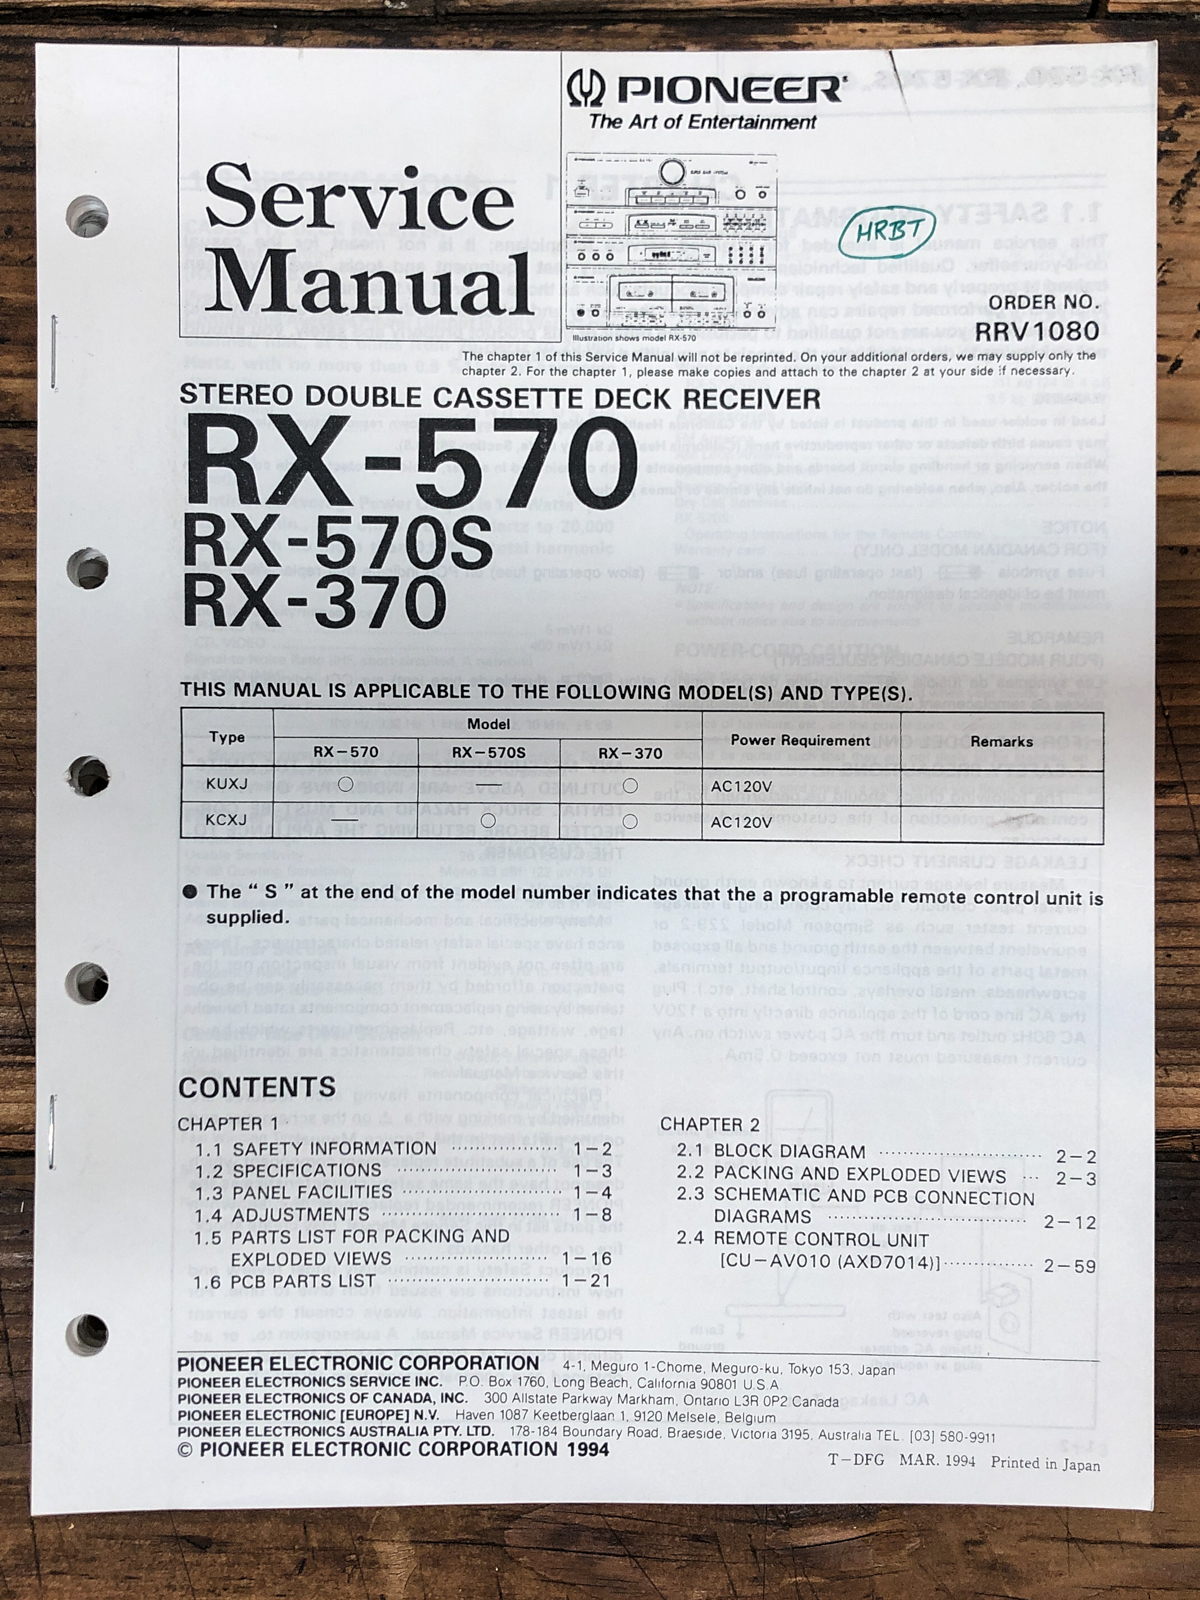 PIONEER
The Art of Entertainment
Service
Manual
HRBT
Illustration shows model RX-570
ORDER NO.
RRV1080
The chapter 1 of this Service Manual will not be reprinted. On your additional orders, we may supply only the
chapter 2. For the chapter 1, please make copies and attach to the chapter 2 at your side if necessary.
STEREO DOUBLE CASSETTE DECK RECEIVER
RX-570
RX-570S
RX-370
THIS MANUAL IS APPLICABLE TO THE FOLLOWING MODEL(S) AND TYPE(S).
Type Model Power Requirement Remarks
RX-570 RX-570S RX-370
KUXJ ○ — ○ AC120V
KCXJ — ○ ○ AC120V
● The “ S ” at the end of the model number indicates that the a programable remote control unit is
supplied.
CONTENTS
CHAPTER 1
1.1 SAFETY INFORMATION ················ 1-2
1.2 SPECIFICATIONS ······················ 1-3
1.3 PANEL FACILITIES ····················· 1-4
1.4 ADJUSTMENTS ························ 1-8
1.5 PARTS LIST FOR PACKING AND
EXPLODED VIEWS ···················· 1-16
1.6 PCB PARTS LIST ······················ 1-21
CHAPTER 2
2.1 BLOCK DIAGRAM ························ 2-2
2.2 PACKING AND EXPLODED VIEWS ··· 2-3
2.3 SCHEMATIC AND PCB CONNECTION
DIAGRAMS ····························· 2-12
2.4 REMOTE CONTROL UNIT
[CU-AV010 (AXD7014)]·············· 2-59
PIONEER ELECTRONIC CORPORATION 4-1, Meguro 1-Chome, Meguro-ku, Tokyo 153, Japan
PIONEER ELECTRONICS SERVICE INC. P.O. Box 1760, Long Beach, California 90801 U.S.A.
PIONEER ELECTRONICS OF CANADA, INC. 300 Allstate Parkway Markham, Ontario L3R 0P2 Canada
PIONEER ELECTRONIC [EUROPE] N.V. Haven 1087 Keetberglaan 1, 9120 Melsele, Belgium
PIONEER ELECTRONICS AUSTRALIA PTY. LTD. 178-184 Boundary Road, Braeside, Victoria 3195, Australia TEL. [03] 580-9911
© PIONEER ELECTRONIC CORPORATION 1994
T-DFG MAR. 1994 Printed in Japan